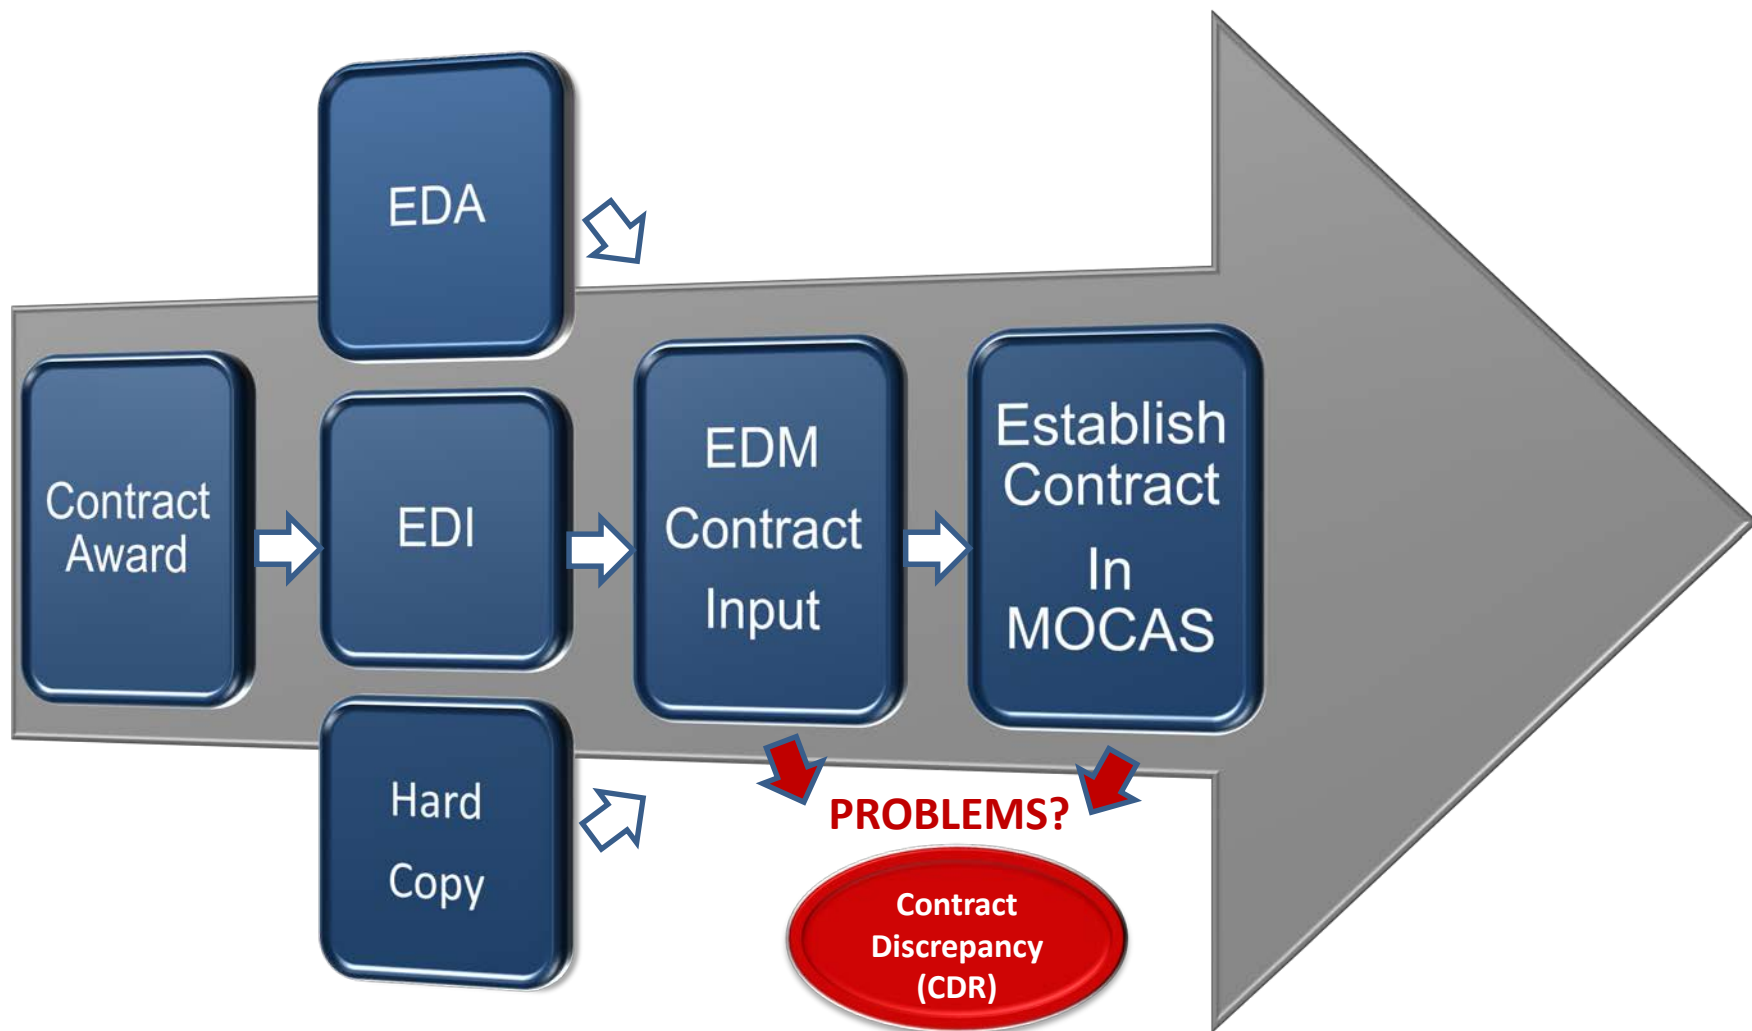 Contract
Award
EDA
EDI
Hard
Copy
EDM
Contract
Input
Establish
Contract
In
MOCAS
PROBLEMS?
Contract
Discrepancy
(CDR)